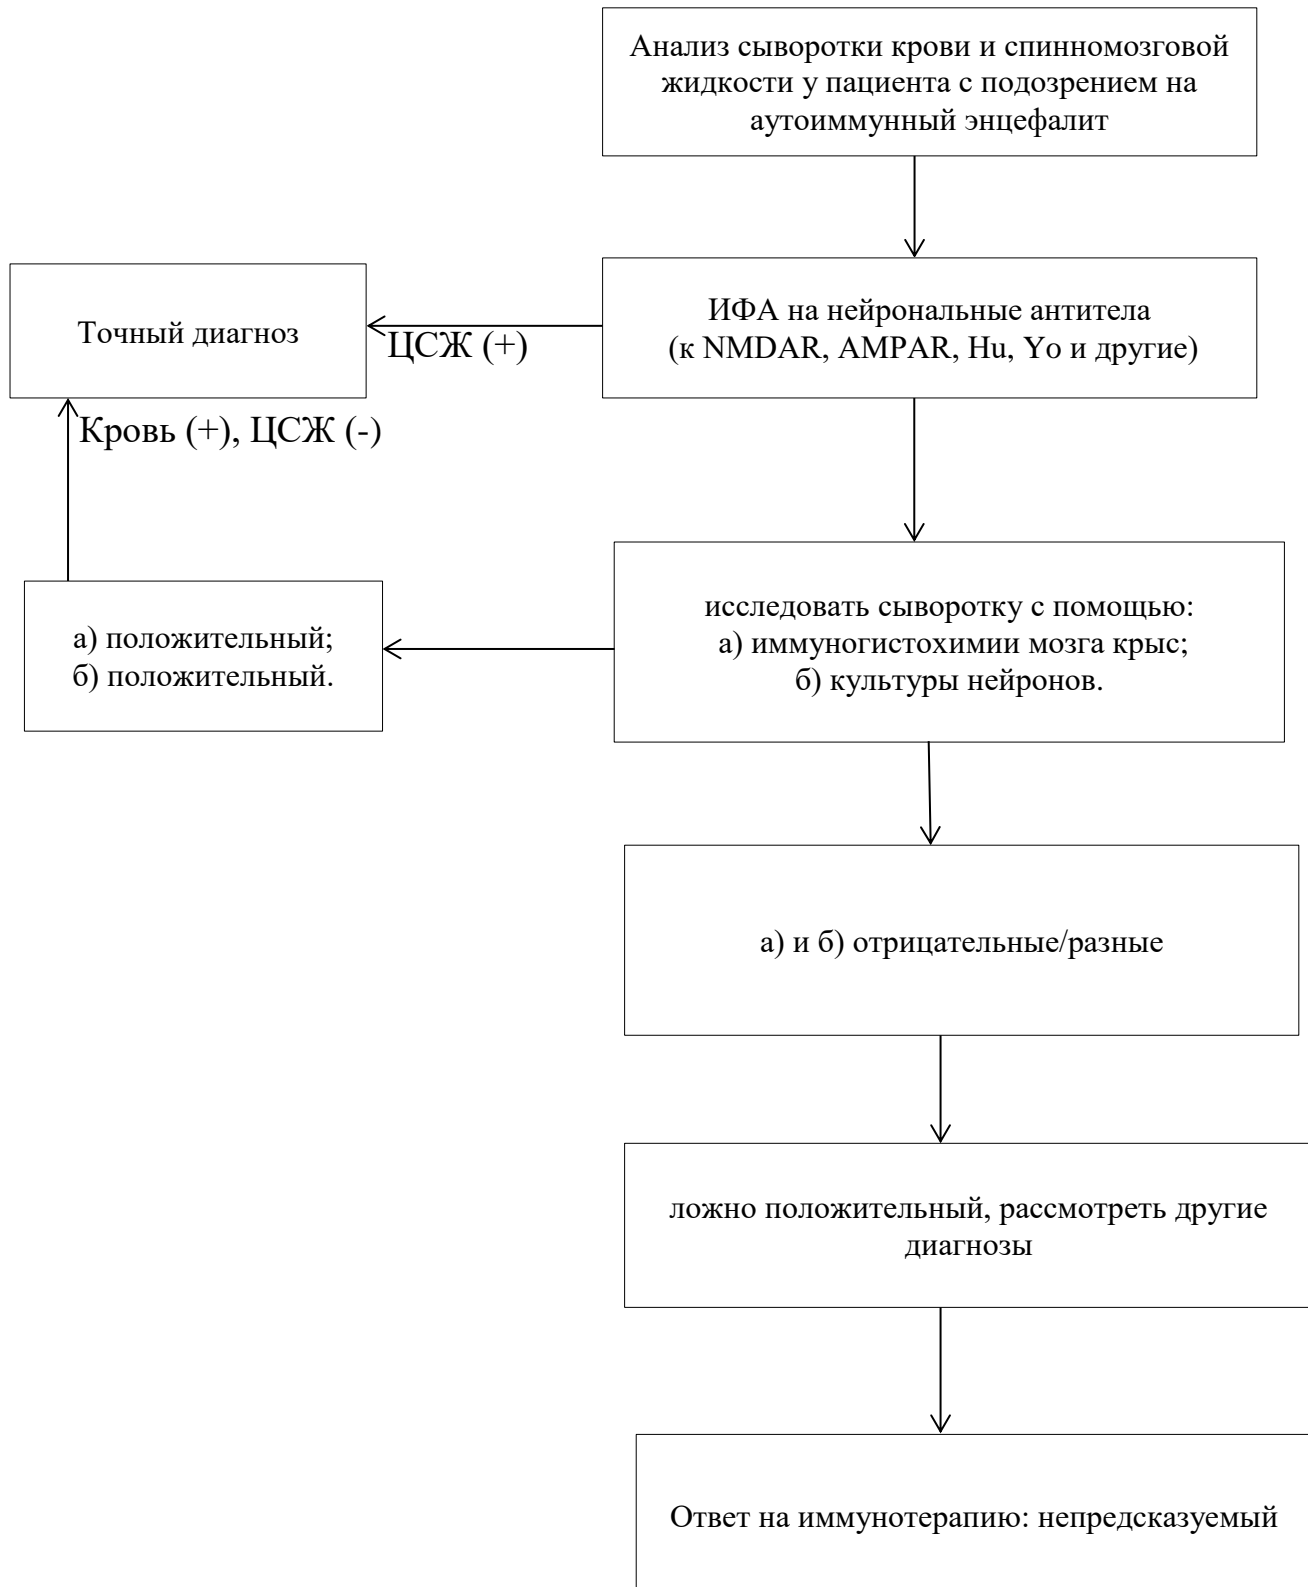 Анализ сыворотки крови и спинномозговой
жидкости у пациента с подозрением на
аутоиммунный энцефалит
Точный диагноз
ЦСЖ (+)
ИФА на нейрональные антитела
(к NMDAR, AMPAR, Hu, Yo и другие)
Кровь (+), ЦСЖ (-)
а) положительный;
б) положительный.
исследовать сыворотку с помощью:
а) иммуногистохимии мозга крыс;
б) культуры нейронов.
а) и б) отрицательные/разные
ложно положительный, рассмотреть другие
диагнозы
Ответ на иммунотерапию: непредсказуемый